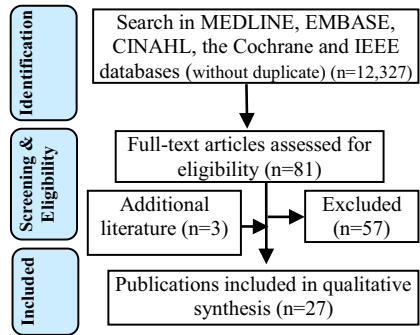 Identification
Search in MEDLINE, EMBASE,
CINAHL, the Cochrane and IEEE
databases (without duplicate) (n=12,327)
Screening &
Eligibility
Full-text articles assessed for
eligibility (n=81)
Additional
literature (n=3)
Excluded
(n=57)
Included
Publications included in qualitative
synthesis (n=27)